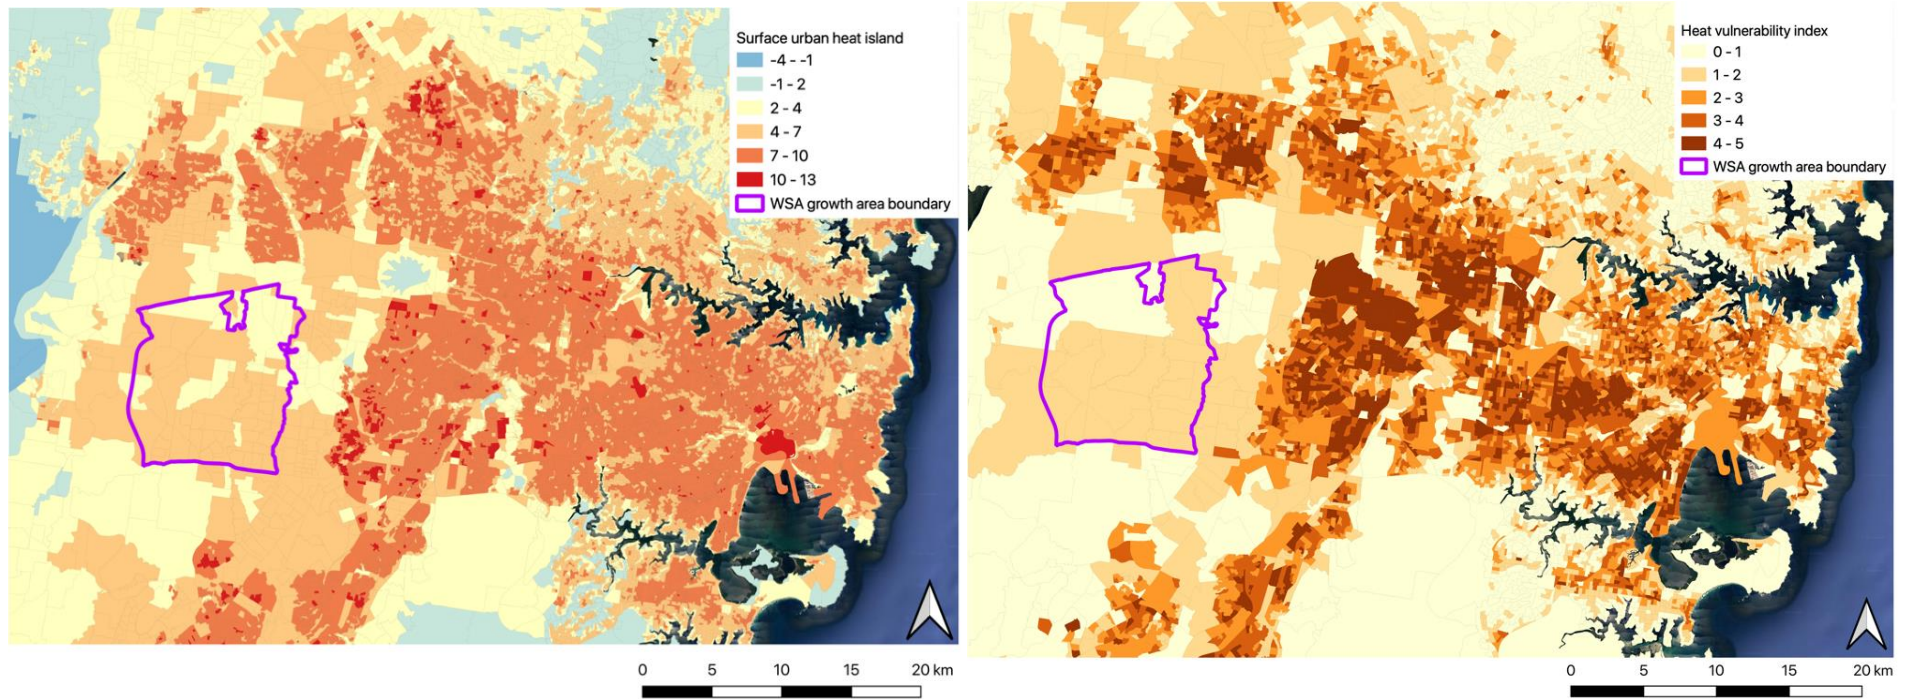 Surface urban heat island
-4 - -1
-1 - 2
2 - 4
4 - 7
7 - 10
10 - 13
WSA growth area boundary
0 5 10 15 20 km
Heat vulnerability index
0 - 1
1 - 2
2 - 3
3 - 4
4 - 5
WSA growth area boundary
0 5 10 15 20 km